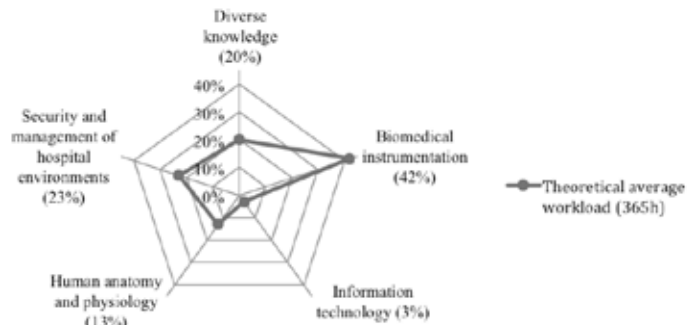 Diverse
knowledge
(20%)
40%
30%
20%
10%
0%
Security and
management of
hospital
environments
(23%)
Biomedical
instrumentation
(42%)
Theoretical average
workload (365h)
Human anatomy
and physiology
(13%)
Information
technology (3%)